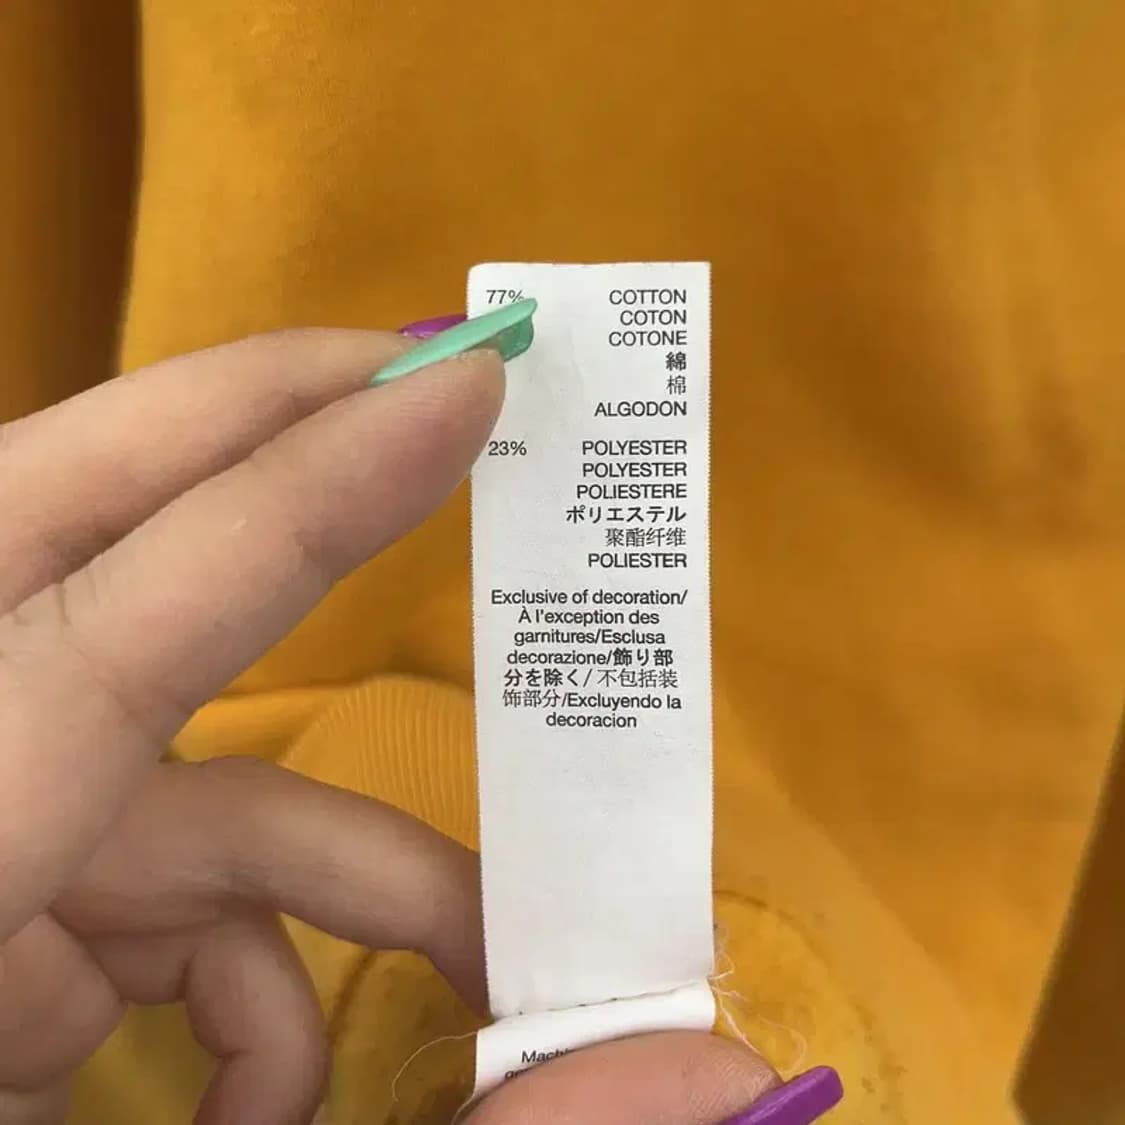 77% COTTON
COTON
COTONE
綿
棉
ALGODON
23% POLYESTER
POLYESTER
POLIESTERE
ポリエステル
聚酯纤维
POLIESTER
Exclusive of decoration/
À l'exception des
garnitures/Esclusa
decorazione/飾り部
分を除く/ 不包括装
饰部分/Excluyendo la
decoracion